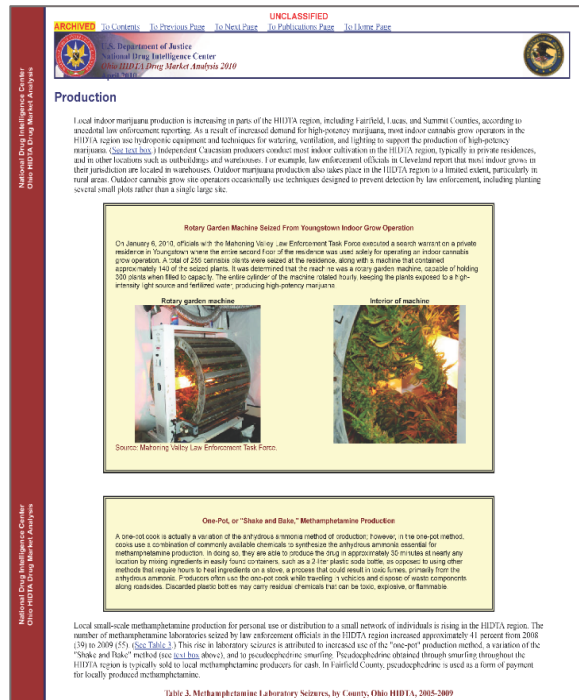 UNCLASSIFIED
ARCHIVED To Contents To Previous Page To Next Page To Publications Page To Home Page
U.S. Department of Justice
National Drug Intelligence Center
Ohio HIDTA Drug Market Analysis 2010
April 2010
National Drug Intelligence Center
Ohio HIDTA Drug Market Analysis
Production
Local indoor marijuana production is increasing in parts of the HIDTA region, including Fairfield, Lucas, and Summit Counties, according to
anecdotal law enforcement reporting. As a result of increased demand for high-potency marijuana, most indoor cannabis grow operators in the
HIDTA region use hydroponic equipment and techniques for watering, ventilation, and lighting to support the production of high-potency
marijuana. (See text box.) Independent Caucasian producers conduct most indoor cultivation in the HIDTA region, typically in private residences,
and in other locations such as outbuildings and warehouses. For example, law enforcement officials in Cleveland report that most indoor grows in
their jurisdiction are located in warehouses. Outdoor marijuana production also takes place in the HIDTA region to a limited extent, particularly in
rural areas. Outdoor cannabis grow site operators occasionally use techniques designed to prevent detection by law enforcement, including planting
several small plots rather than a single large site.
Rotary Garden Machine Seized From Youngstown Indoor Grow Operation
On January 6, 2010, officials with the Mahoning Valley Law Enforcement Task Force executed a search warrant on a private
residence in Youngstown where the entire second floor of the residence was used solely for operating an indoor cannabis
grow operation. A total of 255 cannabis plants were seized at the residence, along with a machine that contained
approximately 140 of the seized plants. It was determined that the machine was a rotary garden machine, capable of holding
300 plants when filled to capacity. The entire cylinder of the machine rotated hourly, keeping the plants exposed to a high-
intensity light source and fertilized water, producing high-potency marijuana.
Rotary garden machine Interior of machine
Source: Mahoning Valley Law Enforcement Task Force.
National Drug Intelligence Center
Ohio HIDTA Drug Market Analysis
One-Pot, or "Shake and Bake," Methamphetamine Production
A one-pot cook is actually a variation of the anhydrous ammonia method of production; however, in the one-pot method,
cooks use a combination of commonly available chemicals to synthesize the anhydrous ammonia essential for
methamphetamine production. In doing so, they are able to produce the drug in approximately 30 minutes at nearly any
location by mixing ingredients in easily found containers, such as a 2-liter plastic soda bottle, as opposed to using other
methods that require hours to heat ingredients on a stove, a process that could result in toxic fumes, primarily from the
anhydrous ammonia. Producers often use the one-pot cook while traveling in vehicles and dispose of waste components
along roadsides. Discarded plastic bottles may carry residual chemicals that can be toxic, explosive, or flammable.
Local small-scale methamphetamine production for personal use or distribution to a small network of individuals is rising in the HIDTA region. The
number of methamphetamine laboratories seized by law enforcement officials in the HIDTA region increased approximately 41 percent from 2008
(39) to 2009 (55). (See Table 3.) This rise in laboratory seizures is attributed to increased use of the "one-pot" production method, a variation of the
"Shake and Bake" method (see text box above), and to pseudoephedrine smurfing. Pseudoephedrine obtained through smurfing throughout the
HIDTA region is typically sold to local methamphetamine producers for cash. In Fairfield County, pseudoephedrine is used as a form of payment
for locally produced methamphetamine.
Table 3. Methamphetamine Laboratory Seizures, by County, Ohio HIDTA, 2005-2009